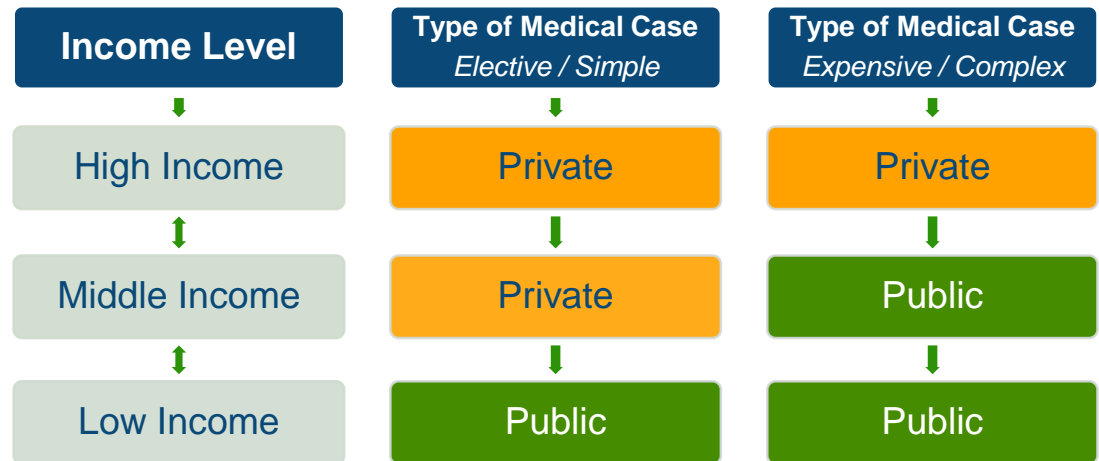 Income Level
Type of Medical Case
Elective / Simple
Type of Medical Case
Expensive / Complex
High Income
Private
Private
Middle Income
Private
Public
Low Income
Public
Public